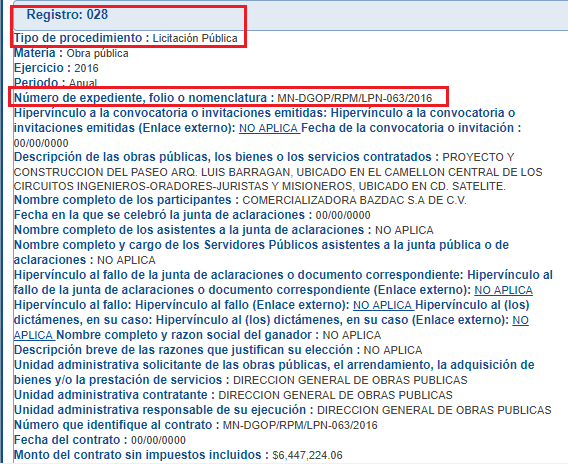 Registro: 028
Tipo de procedimiento : Licitación Pública
Materia : Obra pública
Ejercicio : 2016
Periodo : Anual
Número de expediente, folio o nomenclatura : MN-DGOP/RPM/LPN-063/2016
Hipervínculo a la convocatoria o invitaciones emitidas: Hipervínculo a la convocatoria o
invitaciones emitidas (Enlace externo): NO APLICA Fecha de la convocatoria o invitación :
00/00/0000
Descripción de las obras públicas, los bienes o los servicios contratados : PROYECTO Y
CONSTRUCCION DEL PASEO ARQ. LUIS BARRAGAN, UBICADO EN EL CAMELLON CENTRAL DE LOS
CIRCUITOS INGENIEROS-ORADORES-JURISTAS Y MISIONEROS, UBICADO EN CD. SATELITE.
Nombre completo de los participantes : COMERCIALIZADORA BAZDAC S.A DE C.V.
Fecha en la que se celebró la junta de aclaraciones : 00/00/0000
Nombre completo de los asistentes a la junta de aclaraciones : NO APLICA
Nombre completo y cargo de los Servidores Públicos asistentes a la junta pública o de
aclaraciones : NO APLICA
Hipervínculo al fallo de la junta de aclaraciones o documento correspondiente: Hipervínculo al
fallo de la junta de aclaraciones o documento correspondiente (Enlace externo): NO APLICA
Hipervínculo al fallo: Hipervínculo al fallo (Enlace externo): NO APLICA Hipervínculo al (los)
dictámenes, en su caso: Hipervínculo al (los) dictámenes, en su caso (Enlace externo): NO
APLICA Nombre completo y razon social del ganador : NO APLICA
Descripción breve de las razones que justifican su elección : NO APLICA
Unidad administrativa solicitante de las obras públicas, el arrendamiento, la adquisición de
bienes y/o la prestación de servicios : DIRECCION GENERAL DE OBRAS PUBLICAS
Unidad administrativa contratante : DIRECCION GENERAL DE OBRAS PUBLICAS
Unidad administrativa responsable de su ejecución : DIRECCION GENERAL DE OBRAS PUBLICAS
Número que identifique al contrato : MN-DGOP/RPM/LPN-063/2016
Fecha del contrato : 00/00/0000
Monto del contrato sin impuestos incluidos : $6,447,224.06